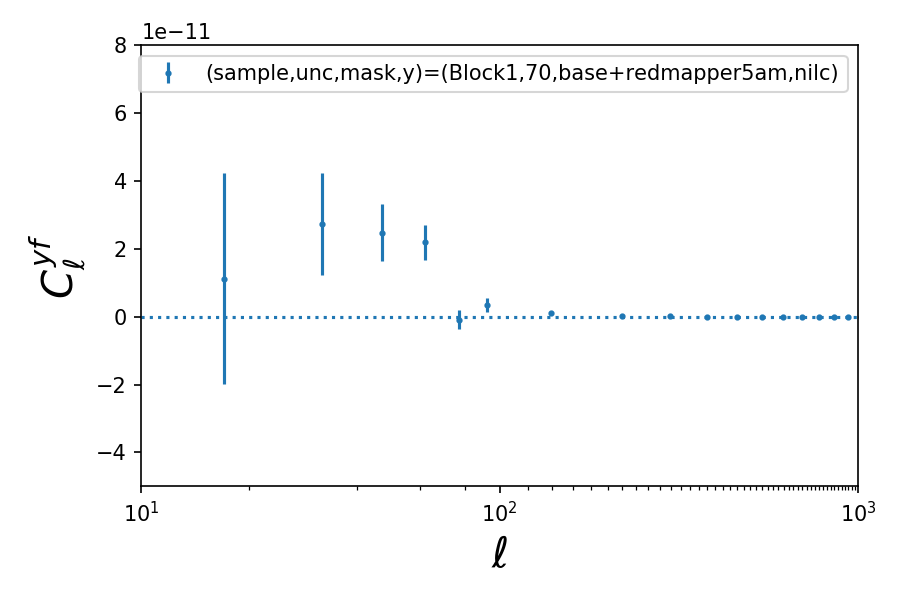 1e−11
(sample,unc,mask,y)=(Block1,70,base+redmapper5am,nilc)
8
6
4
2
0
−2
−4
C_ℓ^{yf}
10^1
10^2
10^3
ℓ